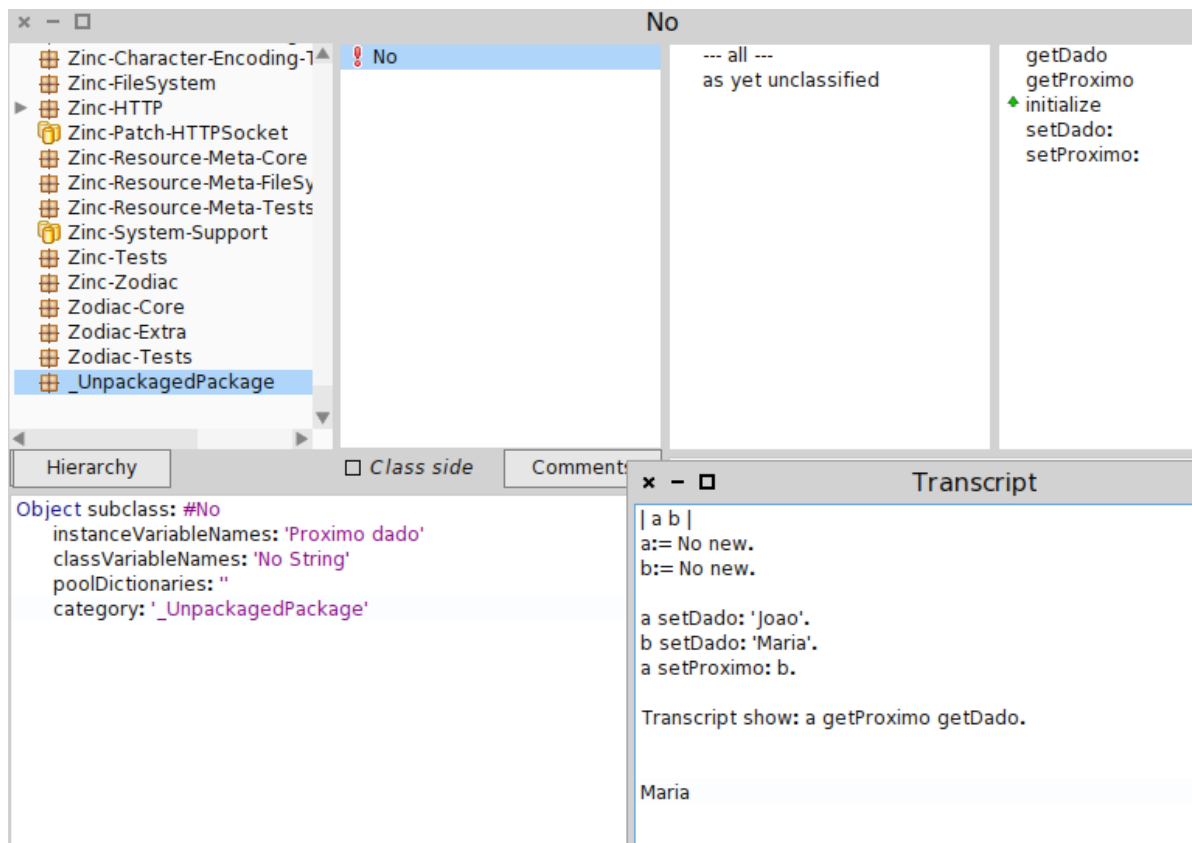 No
Zinc-Character-Encoding-T
Zinc-FileSystem
Zinc-HTTP
Zinc-Patch-HTTPSocket
Zinc-Resource-Meta-Core
Zinc-Resource-Meta-FileSy
Zinc-Resource-Meta-Tests
Zinc-System-Support
Zinc-Tests
Zinc-Zodiac
Zodiac-Core
Zodiac-Extra
Zodiac-Tests
_UnpackagedPackage
No
--- all ---
as yet unclassified
getDado
getProximo
initialize
setDado:
setProximo:
Hierarchy
Class side
Comments
Object subclass: #No
instanceVariableNames: 'Proximo dado'
classVariableNames: 'No String'
poolDictionaries: ''
category: '_UnpackagedPackage'
Transcript
| a b |
a:= No new.
b:= No new.
a setDado: 'Joao'.
b setDado: 'Maria'.
a setProximo: b.
Transcript show: a getProximo getDado.
Maria